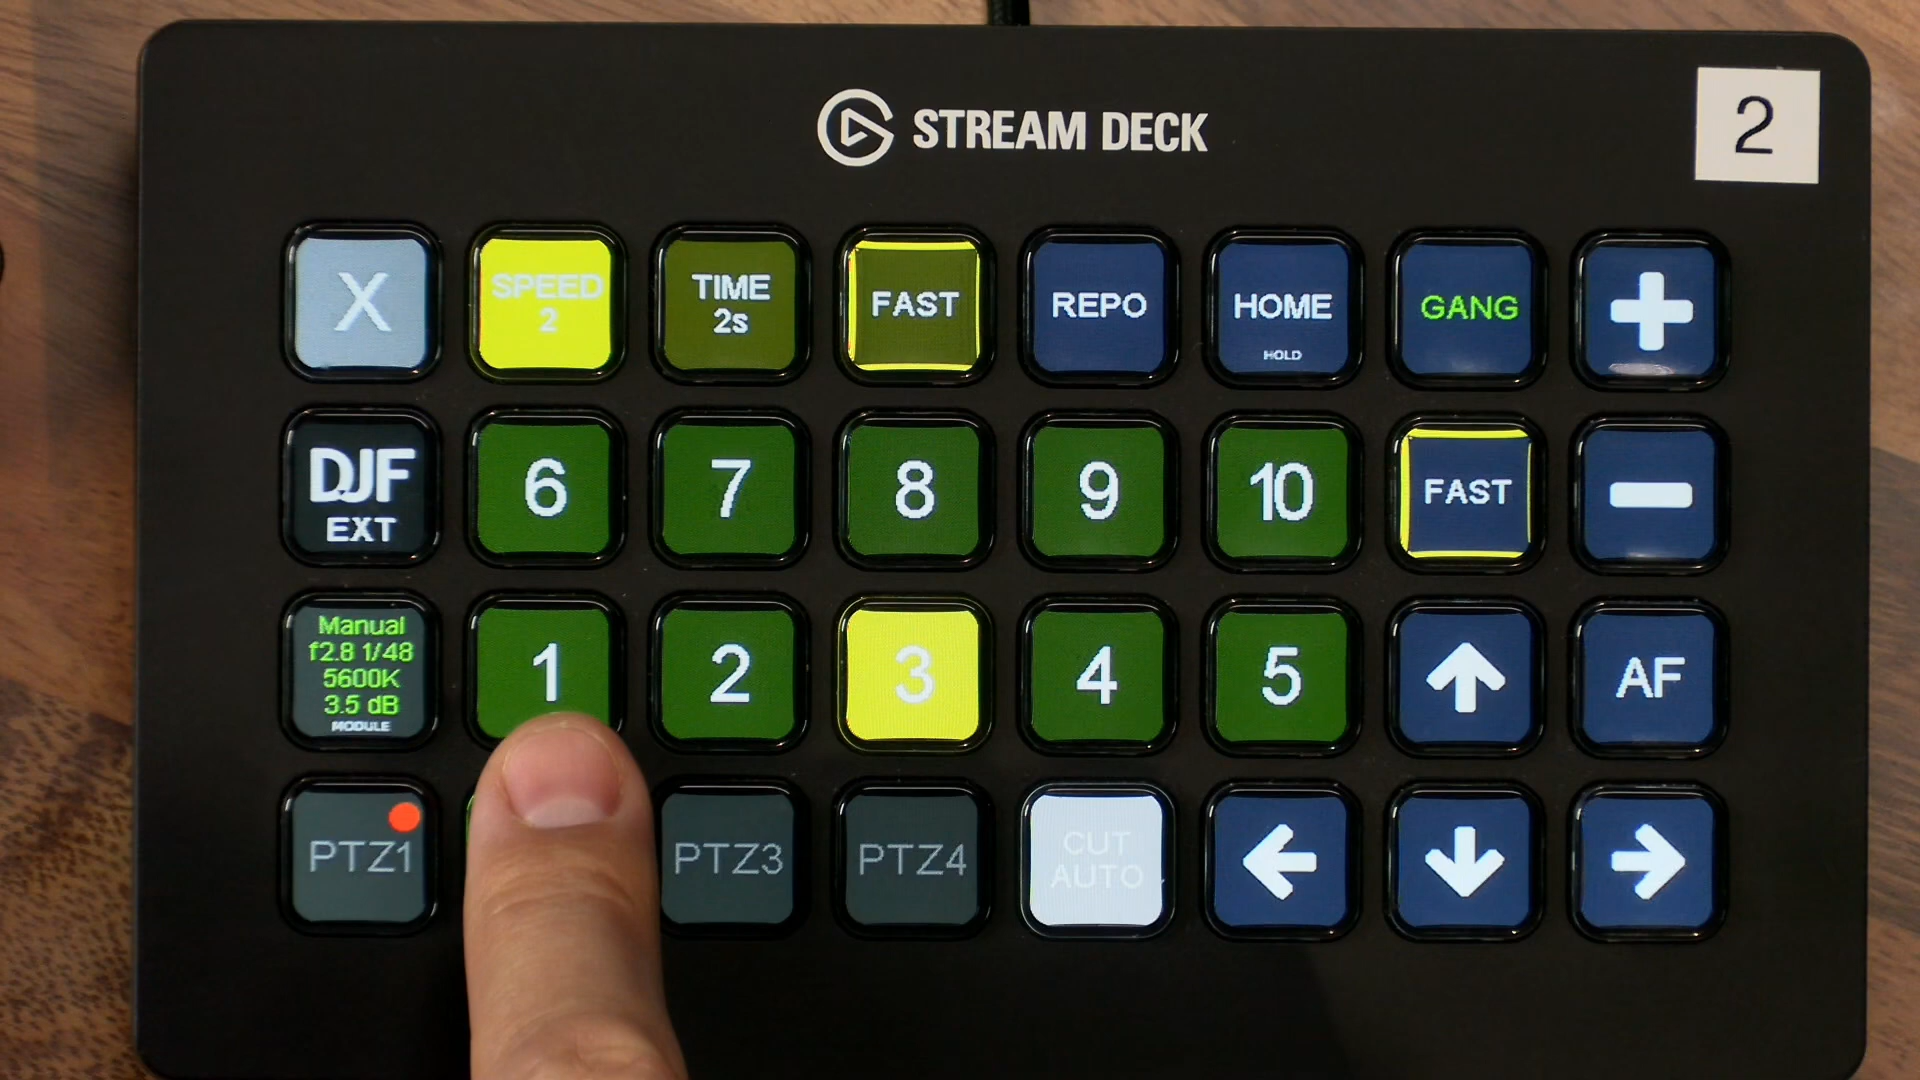 STREAM DECK
2
X
SPEED
2
TIME
2s
FAST
REPO
HOME
HOLD
GANG
DJF
EXT
6
7
8
9
10
FAST
Manual
f2.8 1/48
5600K
3.5 dB
MODULE
1
2
3
4
5
AF
PTZ1
PTZ3
PTZ4
CUT
AUTO